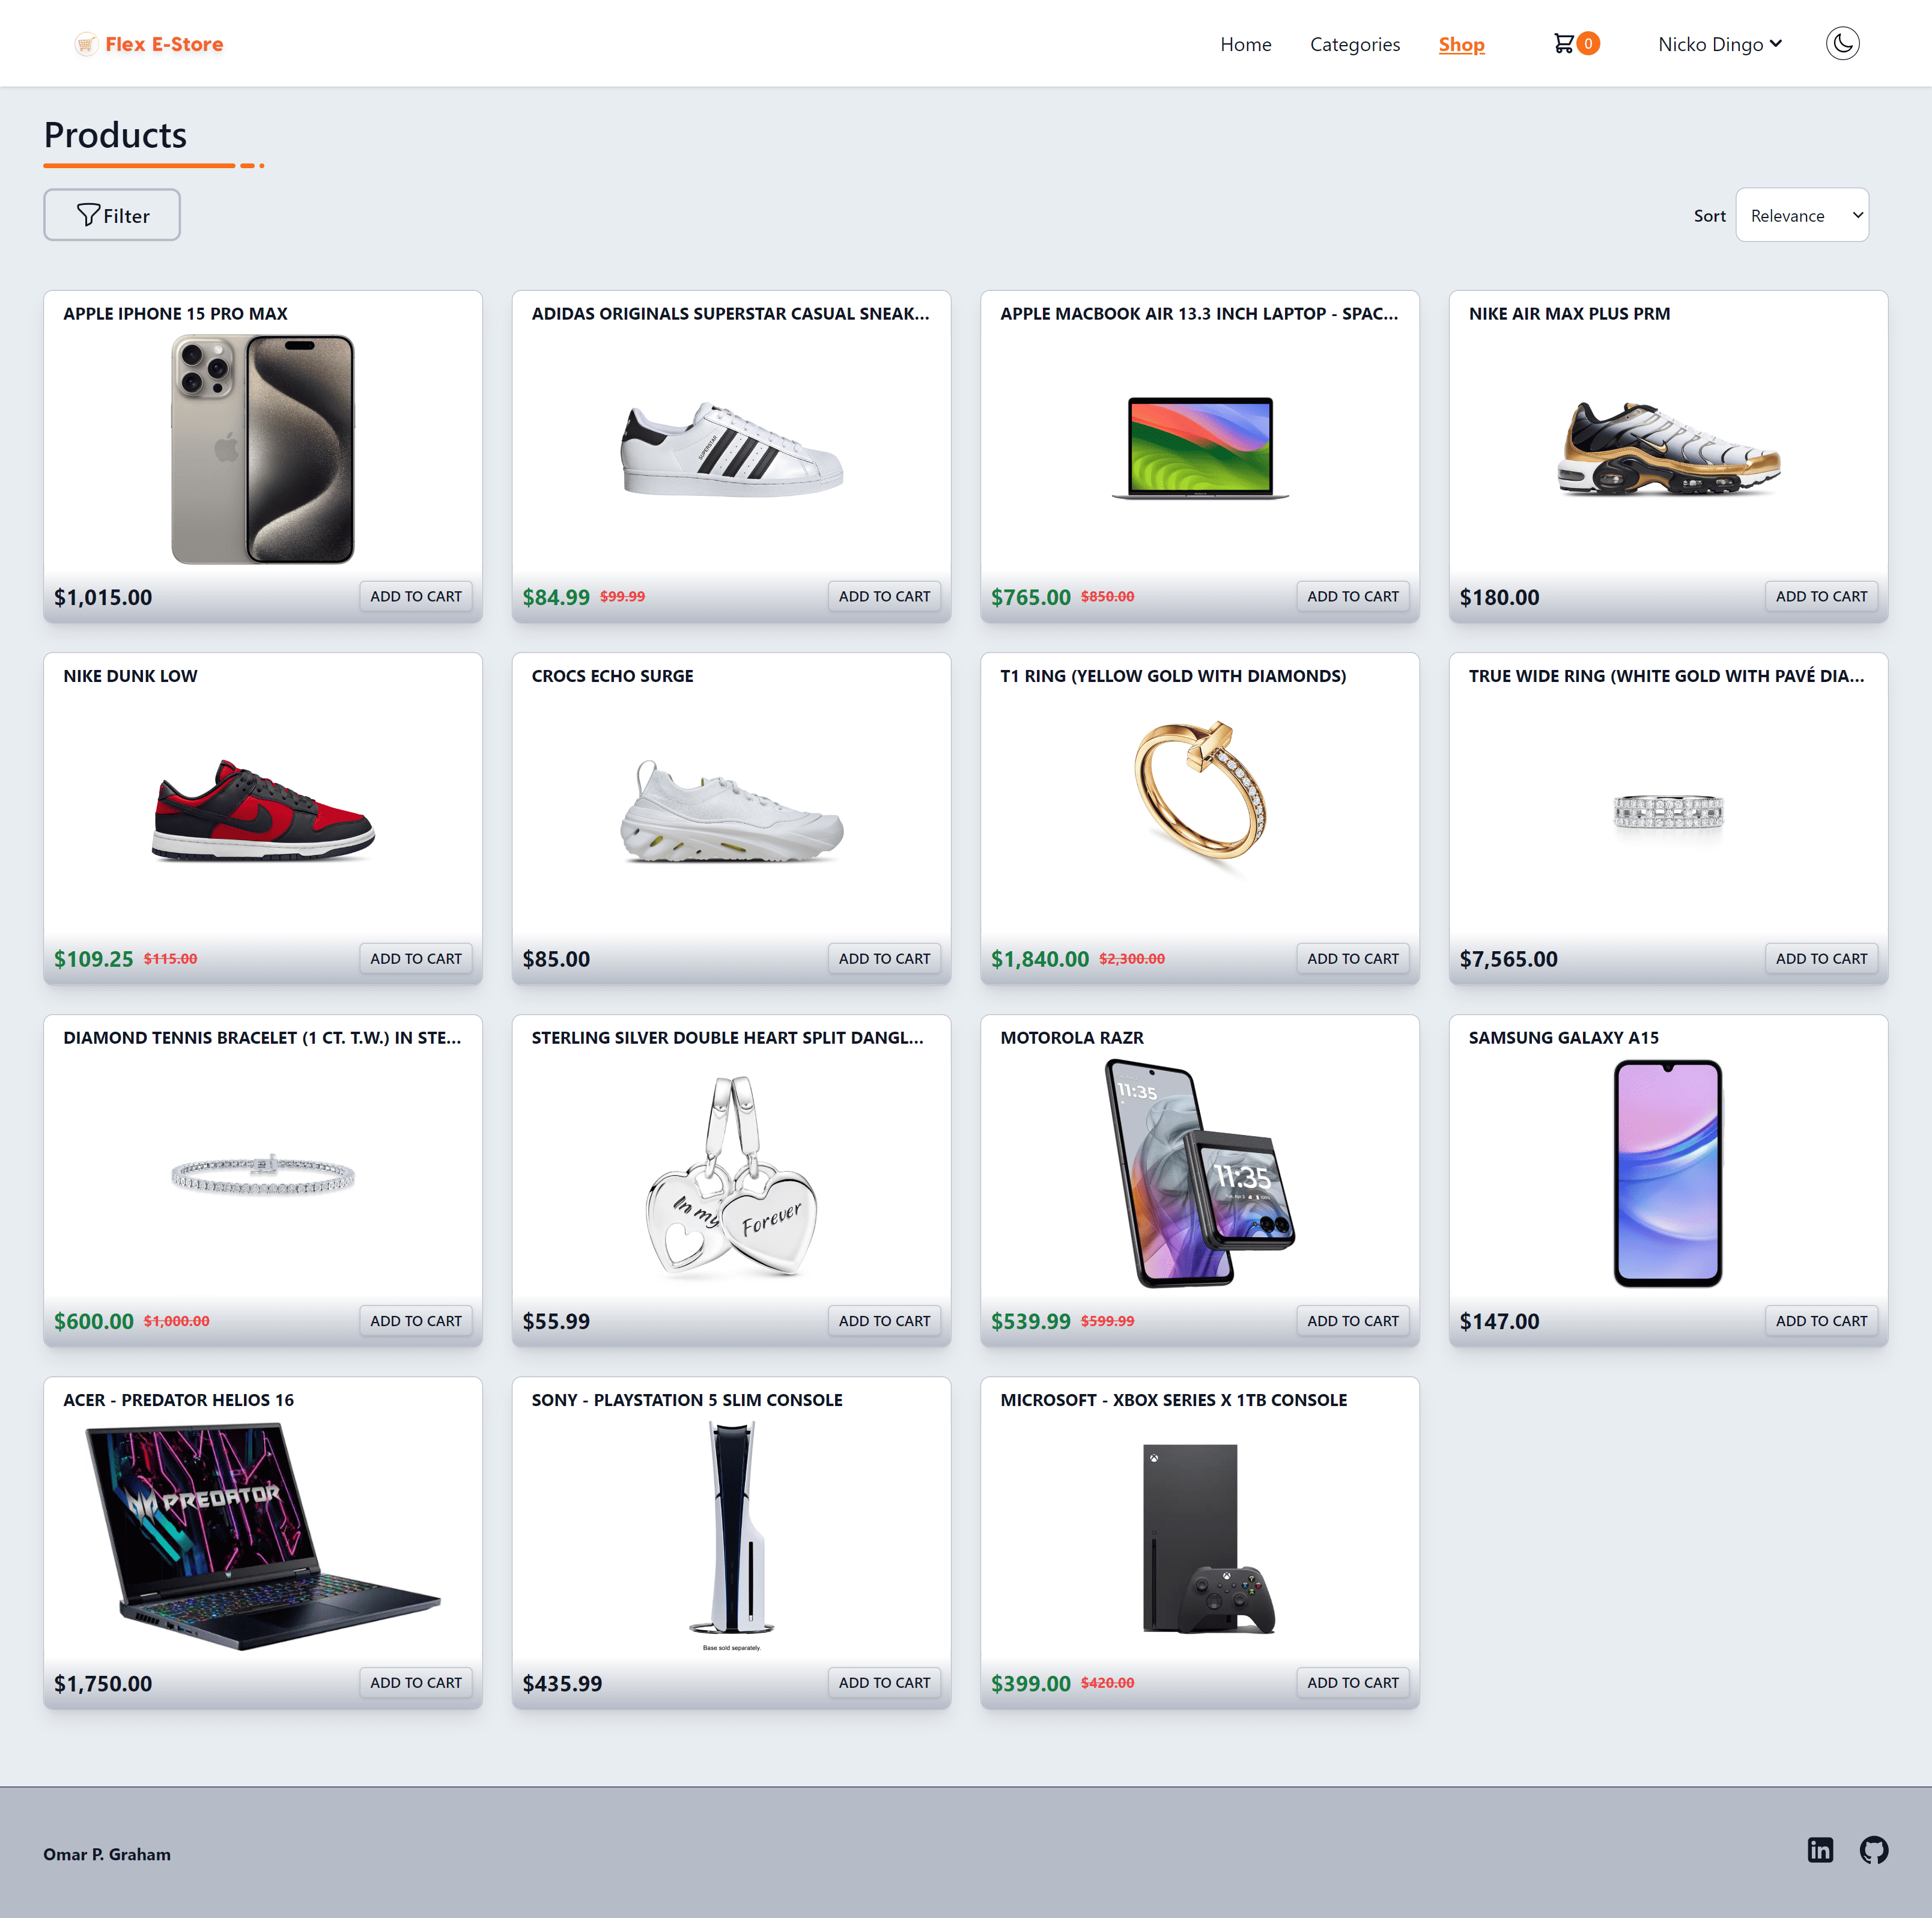 Flex E-Store
Home Categories Shop 0 Nicko Dingo
Products
Filter
Sort Relevance
APPLE IPHONE 15 PRO MAX
$1,015.00 ADD TO CART
ADIDAS ORIGINALS SUPERSTAR CASUAL SNEAK...
SUPERSTAR
$84.99 $99.99 ADD TO CART
APPLE MACBOOK AIR 13.3 INCH LAPTOP - SPAC...
$765.00 $850.00 ADD TO CART
NIKE AIR MAX PLUS PRM
$180.00 ADD TO CART
NIKE DUNK LOW
$109.25 $115.00 ADD TO CART
CROCS ECHO SURGE
$85.00 ADD TO CART
T1 RING (YELLOW GOLD WITH DIAMONDS)
$1,840.00 $2,300.00 ADD TO CART
TRUE WIDE RING (WHITE GOLD WITH PAVÉ DIA...
$7,565.00 ADD TO CART
DIAMOND TENNIS BRACELET (1 CT. T.W.) IN STE...
$600.00 $1,000.00 ADD TO CART
STERLING SILVER DOUBLE HEART SPLIT DANGL...
In my
Forever
$55.99 ADD TO CART
MOTOROLA RAZR
11:35
11:35
$539.99 $599.99 ADD TO CART
SAMSUNG GALAXY A15
$147.00 ADD TO CART
ACER - PREDATOR HELIOS 16
PREDATOR
$1,750.00 ADD TO CART
SONY - PLAYSTATION 5 SLIM CONSOLE
Base sold separately.
$435.99 ADD TO CART
MICROSOFT - XBOX SERIES X 1TB CONSOLE
$399.00 $420.00 ADD TO CART
Omar P. Graham
in